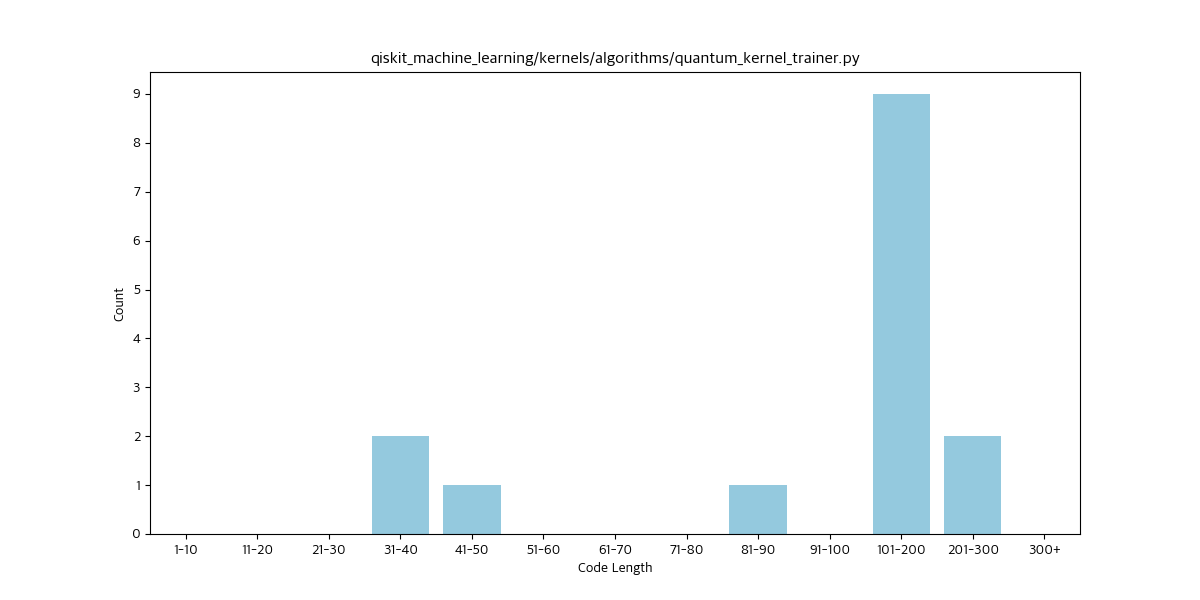 qiskit_machine_learning/kernels/algorithms/quantum_kernel_trainer.py
9
8
7
6
5
4
3
2
1
0
Count
1-10 11-20 21-30 31-40 41-50 51-60 61-70 71-80 81-90 91-100 101-200 201-300 300+
Code Length